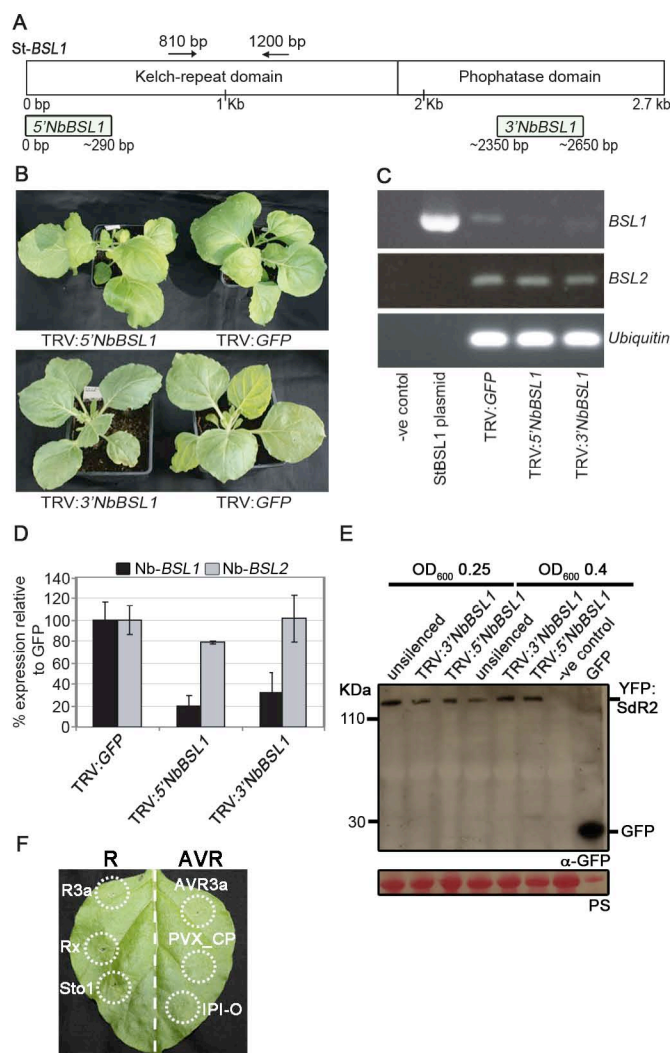 A
St-BSL1
810 bp 1200 bp
Kelch-repeat domain Phophatase domain
0 bp 1Kb 2Kb 2.7 kb
5'NbBSL1 3'NbBSL1
0 bp ~290 bp ~2350 bp ~2650 bp
B
TRV:5'NbBSL1 TRV:GFP
TRV:3'NbBSL1 TRV:GFP
C
BSL1
BSL2
Ubiquitin
-ve contol
StBSL1 plasmid
TRV:GFP
TRV:5'NbBSL1
TRV:3'NbBSL1
D
Nb-BSL1 Nb-BSL2
% expression relative
to GFP
140
120
100
80
60
40
20
0
TRV:GFP
TRV:5'NbBSL1
TRV:3'NbBSL1
E
OD600 0.25 OD600 0.4
unsilenced
TRV:3'NbBSL1
TRV:5'NbBSL1
unsilenced
TRV:3'NbBSL1
TRV:5'NbBSL1
-ve control
GFP
KDa
110
30
YFP:
SdR2
GFP
α-GFP
PS
F
R AVR
R3a AVR3a
Rx PVX_CP
Sto1 IPI-O